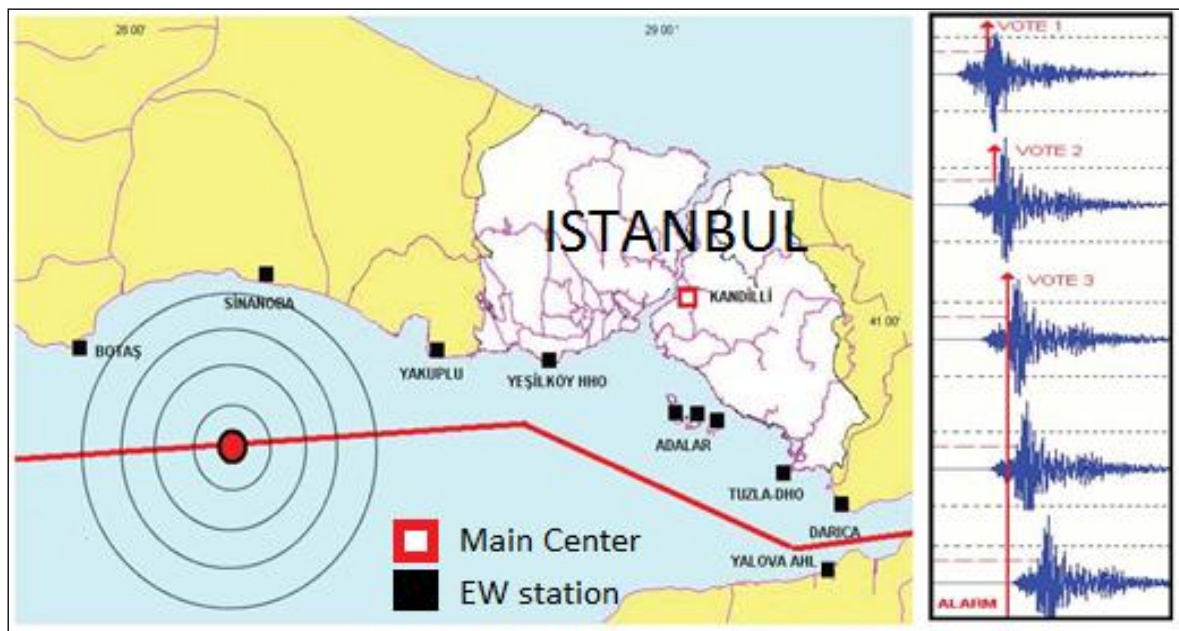 28 00'
29 00'
ISTANBUL
KANDİLLİ
SİNANOBA
41 00'
BOTAŞ
YAKUPLU
YEŞİLKÖY HHO
ADALAR
TUZLA-DHO
DARICA
YALOVA AHL
Main Center
EW station
VOTE 1
VOTE 2
VOTE 3
ALARM